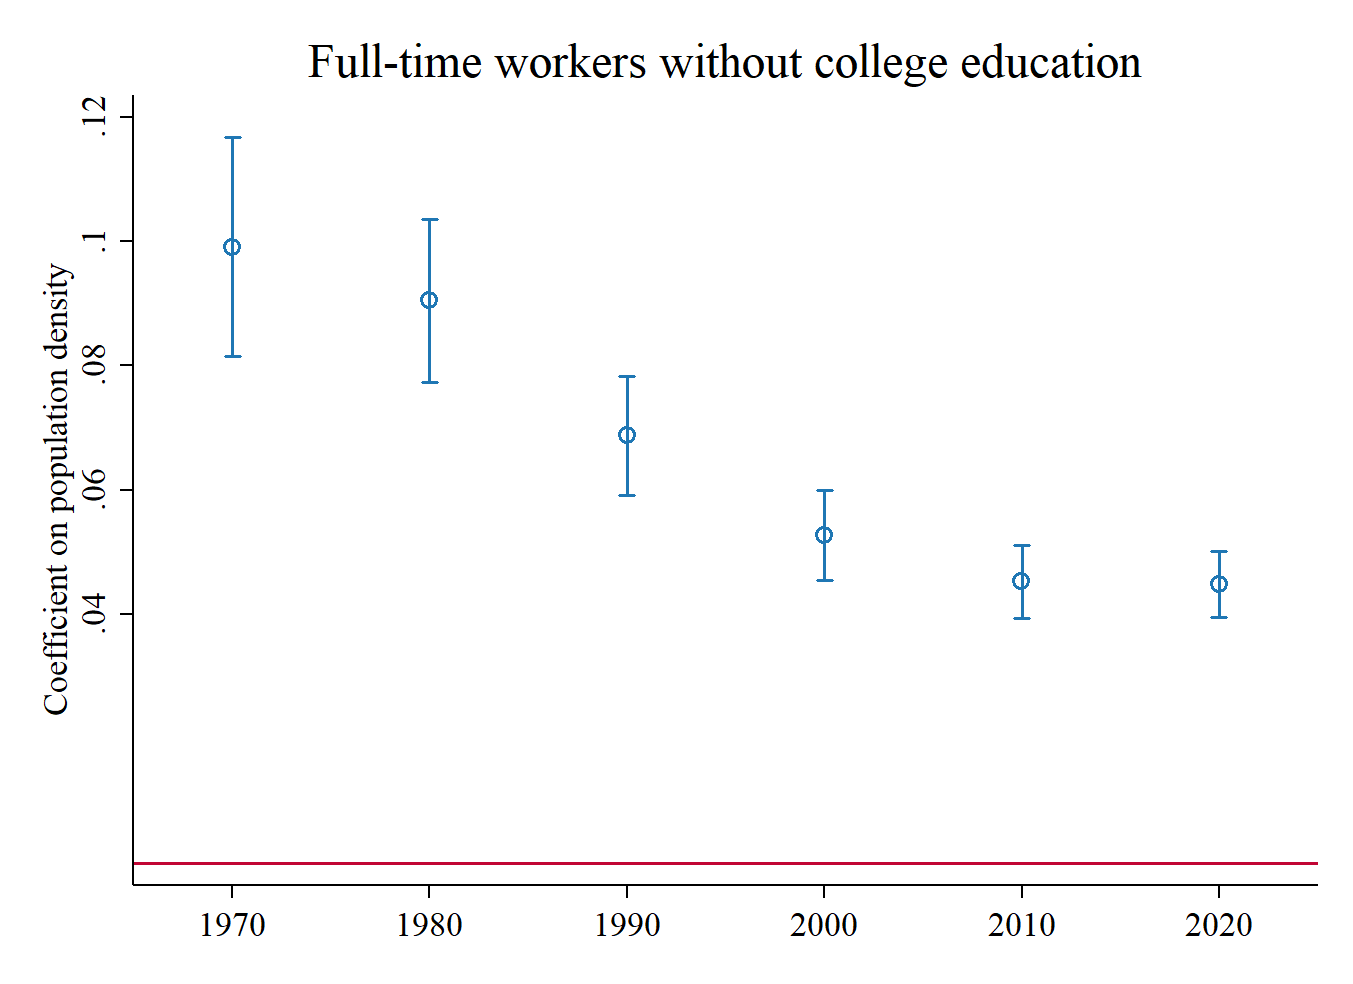 Full-time workers without college education
Coefficient on population density
.12
.1
.08
.06
.04
1970 1980 1990 2000 2010 2020